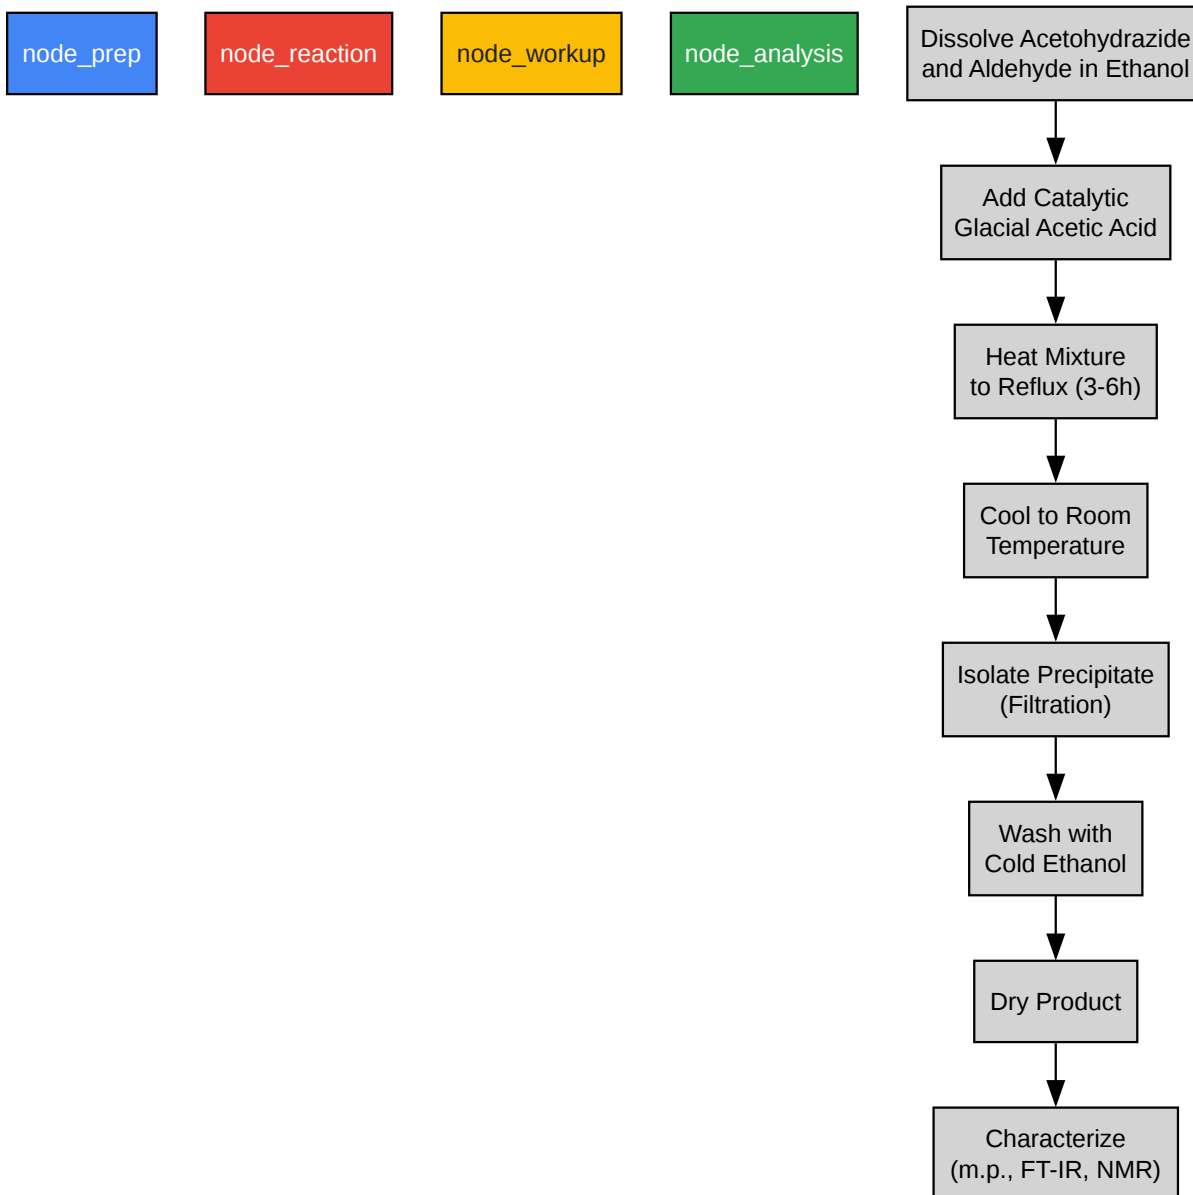 node_prep
node_reaction
node_workup
node_analysis
Dissolve Acetohydrazide
and Aldehyde in Ethanol
Add Catalytic
Glacial Acetic Acid
Heat Mixture
to Reflux (3-6h)
Cool to Room
Temperature
Isolate Precipitate
(Filtration)
Wash with
Cold Ethanol
Dry Product
Characterize
(m.p., FT-IR, NMR)